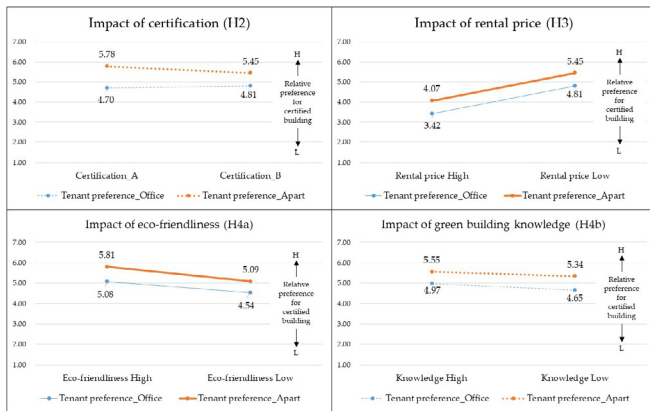 Impact of certification (H2)
7.00
6.00
5.00
4.00
3.00
2.00
1.00
5.78
5.45
4.70
4.81
H
Relative
preference
for
certified
building
L
Certification_A
Certification_B
Tenant preference_Office
Tenant preference_Apart
Impact of rental price (H3)
7.00
6.00
5.00
4.00
3.00
2.00
1.00
4.07
5.45
3.42
4.81
H
Relative
preference
for
certified
building
L
Rental price High
Rental price Low
Tenant preference_Office
Tenant preference_Apart
Impact of eco-friendliness (H4a)
7.00
6.00
5.00
4.00
3.00
2.00
1.00
5.81
5.09
5.08
4.54
H
Relative
preference
for
certified
building
L
Eco-friendliness High
Eco-friendliness Low
Tenant preference_Office
Tenant preference_Apart
Impact of green building knowledge (H4b)
7.00
6.00
5.00
4.00
3.00
2.00
1.00
5.55
5.34
4.97
4.65
H
Relative
preference
for
certified
building
L
Knowledge High
Knowledge Low
Tenant preference_Office
Tenant preference_Apart